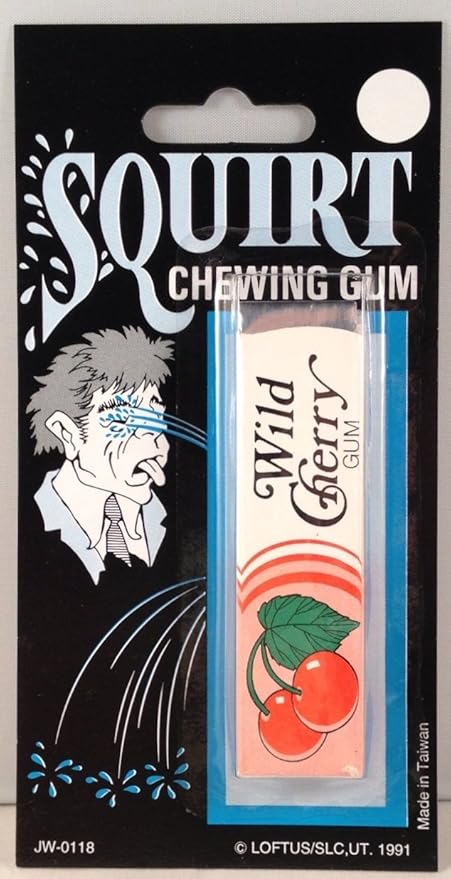 SQUIRT
CHEWING GUM
Wild
Cherry
GUM
Made in Taiwan
JW-0118
© LOFTUS/SLC,UT. 1991